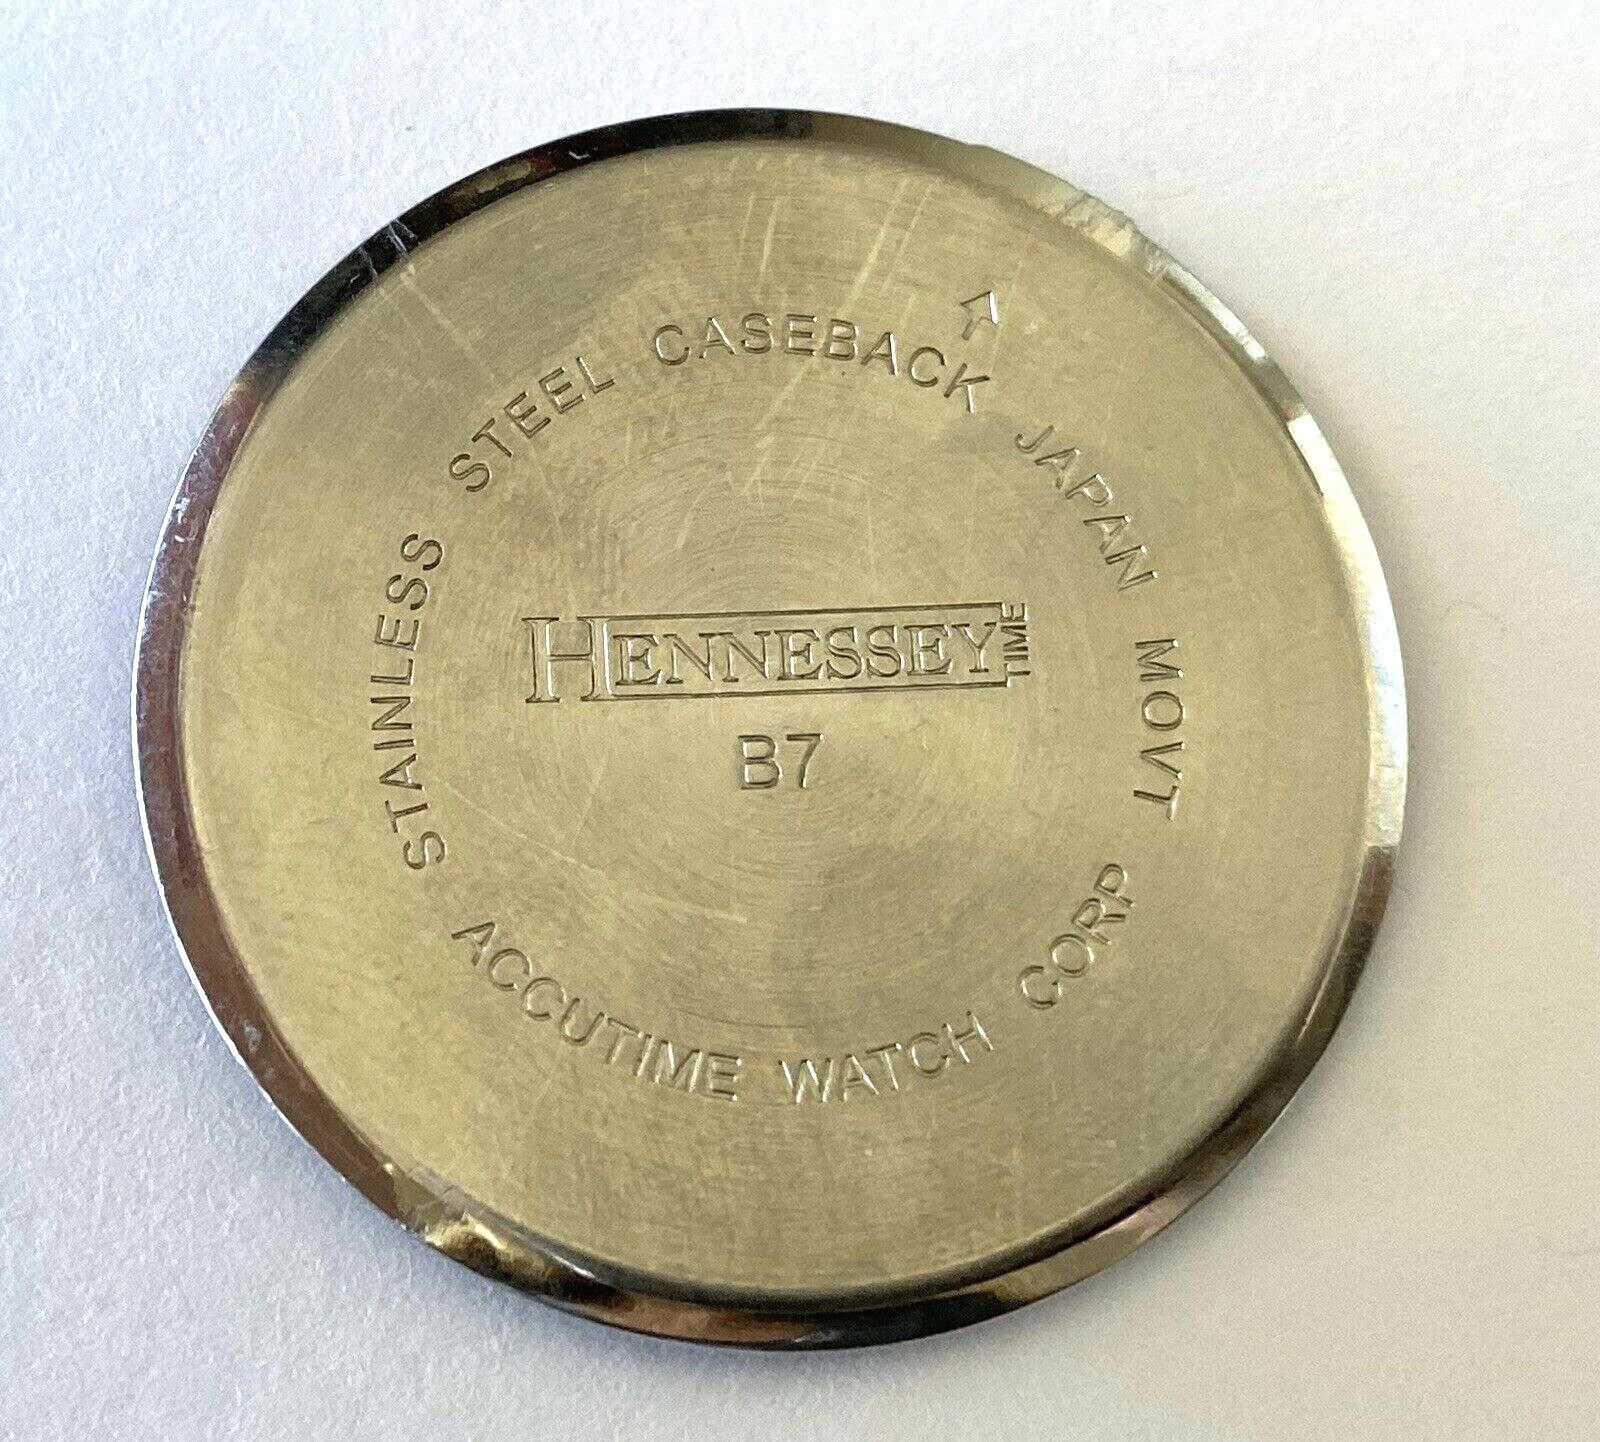 STAINLESS STEEL CASEBACK JAPAN MOVT
HENNESSEY TIME
B7
ACCUTIME WATCH CORP